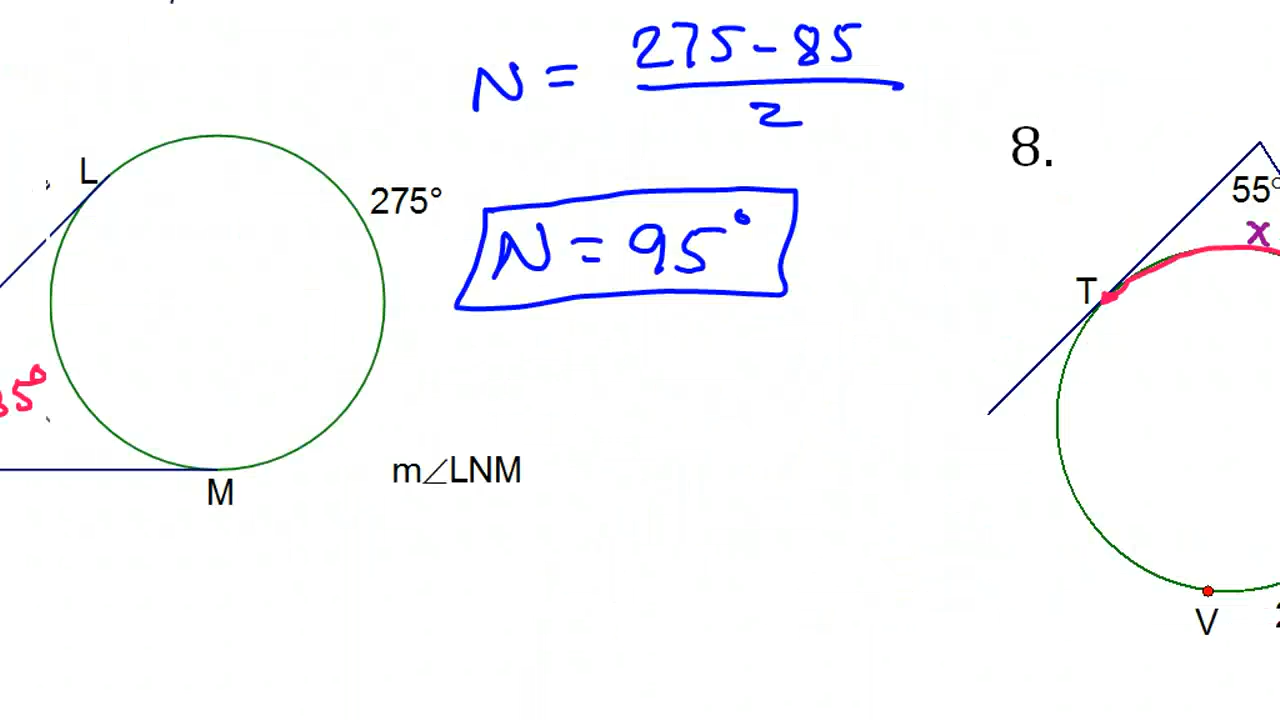 N = 275 - 85 / 2
8.
L
275°
55°
N = 95°
x
T
85°
m∠LNM
M
V